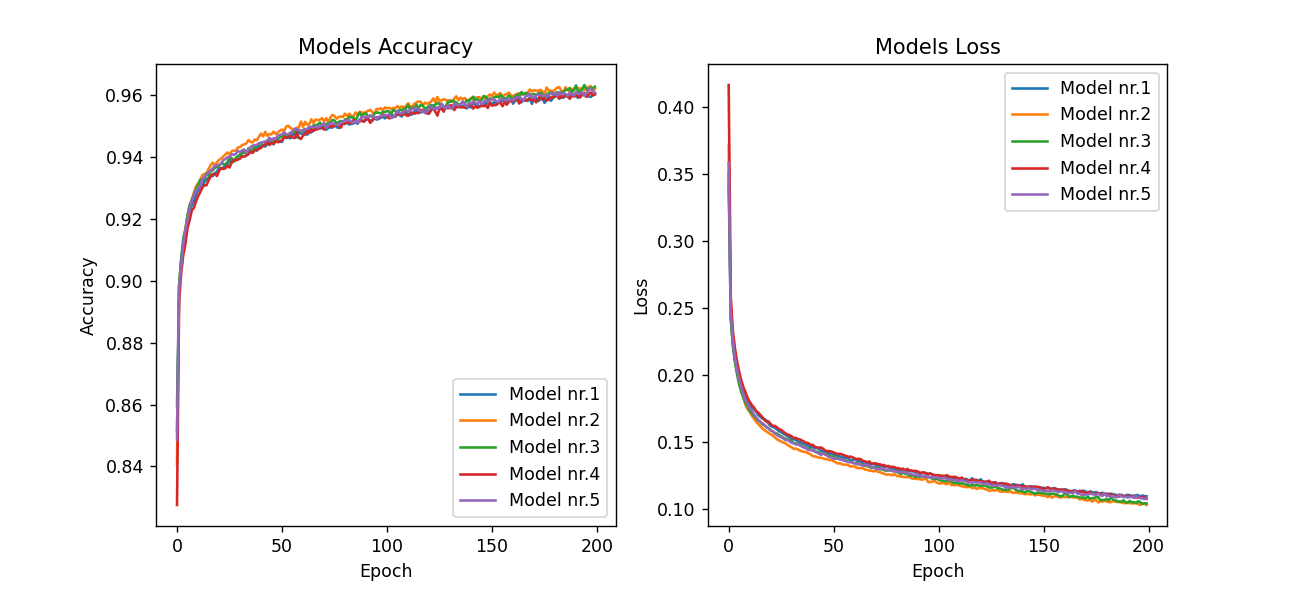 Models Accuracy
Accuracy
0.96
0.94
0.92
0.90
0.88
0.86
0.84
0
50
100
150
200
Epoch
Model nr.1
Model nr.2
Model nr.3
Model nr.4
Model nr.5
Models Loss
Loss
0.40
0.35
0.30
0.25
0.20
0.15
0.10
0
50
100
150
200
Epoch
Model nr.1
Model nr.2
Model nr.3
Model nr.4
Model nr.5